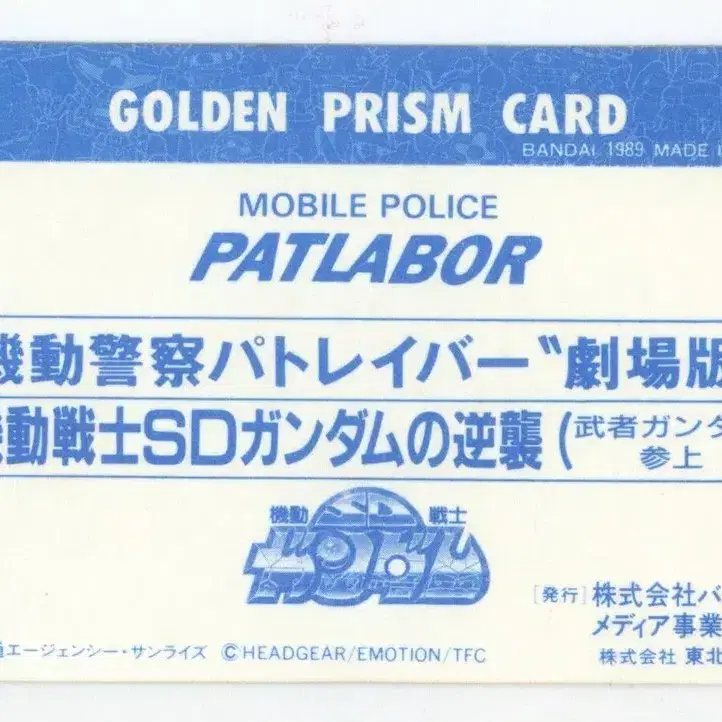 GOLDEN PRISM CARD
BANDAI 1989 MADE I
MOBILE POLICE
PATLABOR
機動警察パトレイバー〝劇場版
機動戦士SDガンダムの逆襲(武者ガンダ
参上
機動 戦士
ガンダム
[発行] 株式会社バ
メディア事業
株式会社 東北
エージェンシー・サンライズ ©HEADGEAR/EMOTION/TFC